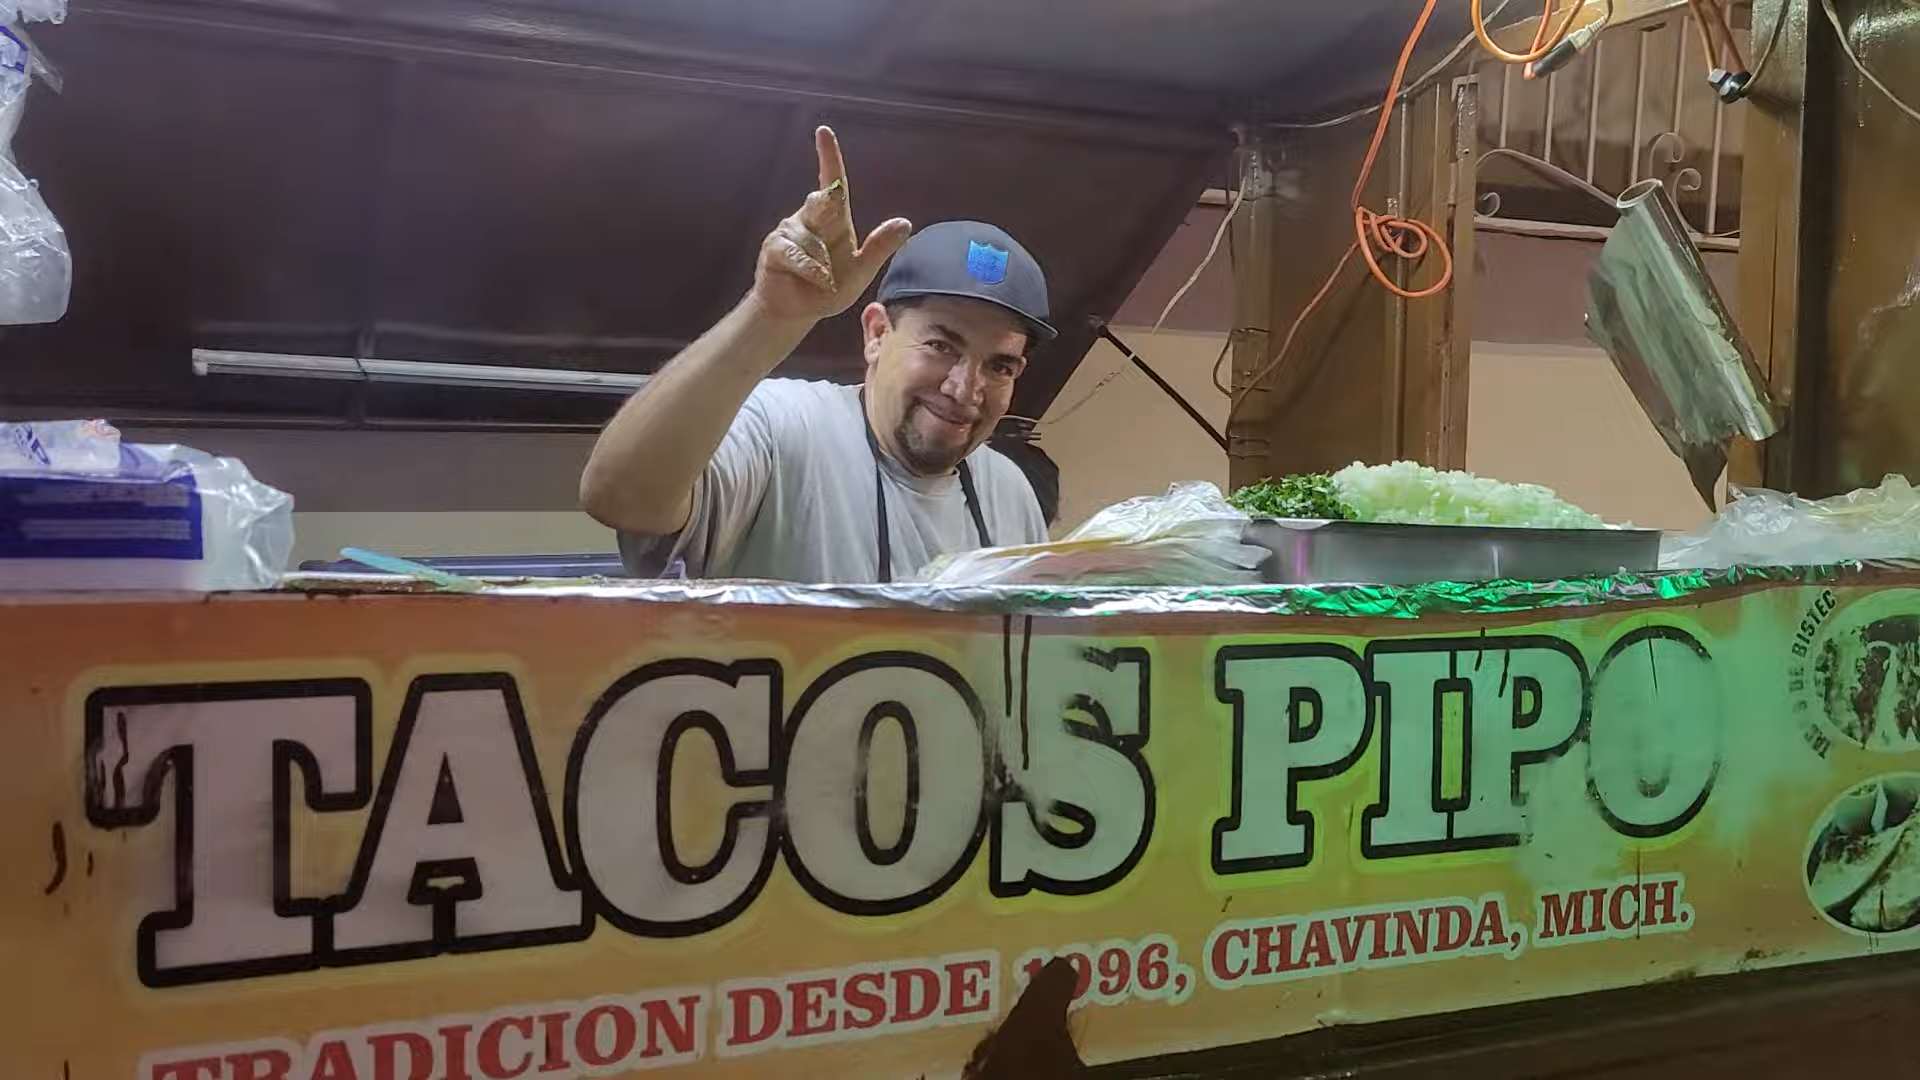 TACOS PIPO
TRADICION DESDE 1996, CHAVINDA, MICH.
DE BISTEC